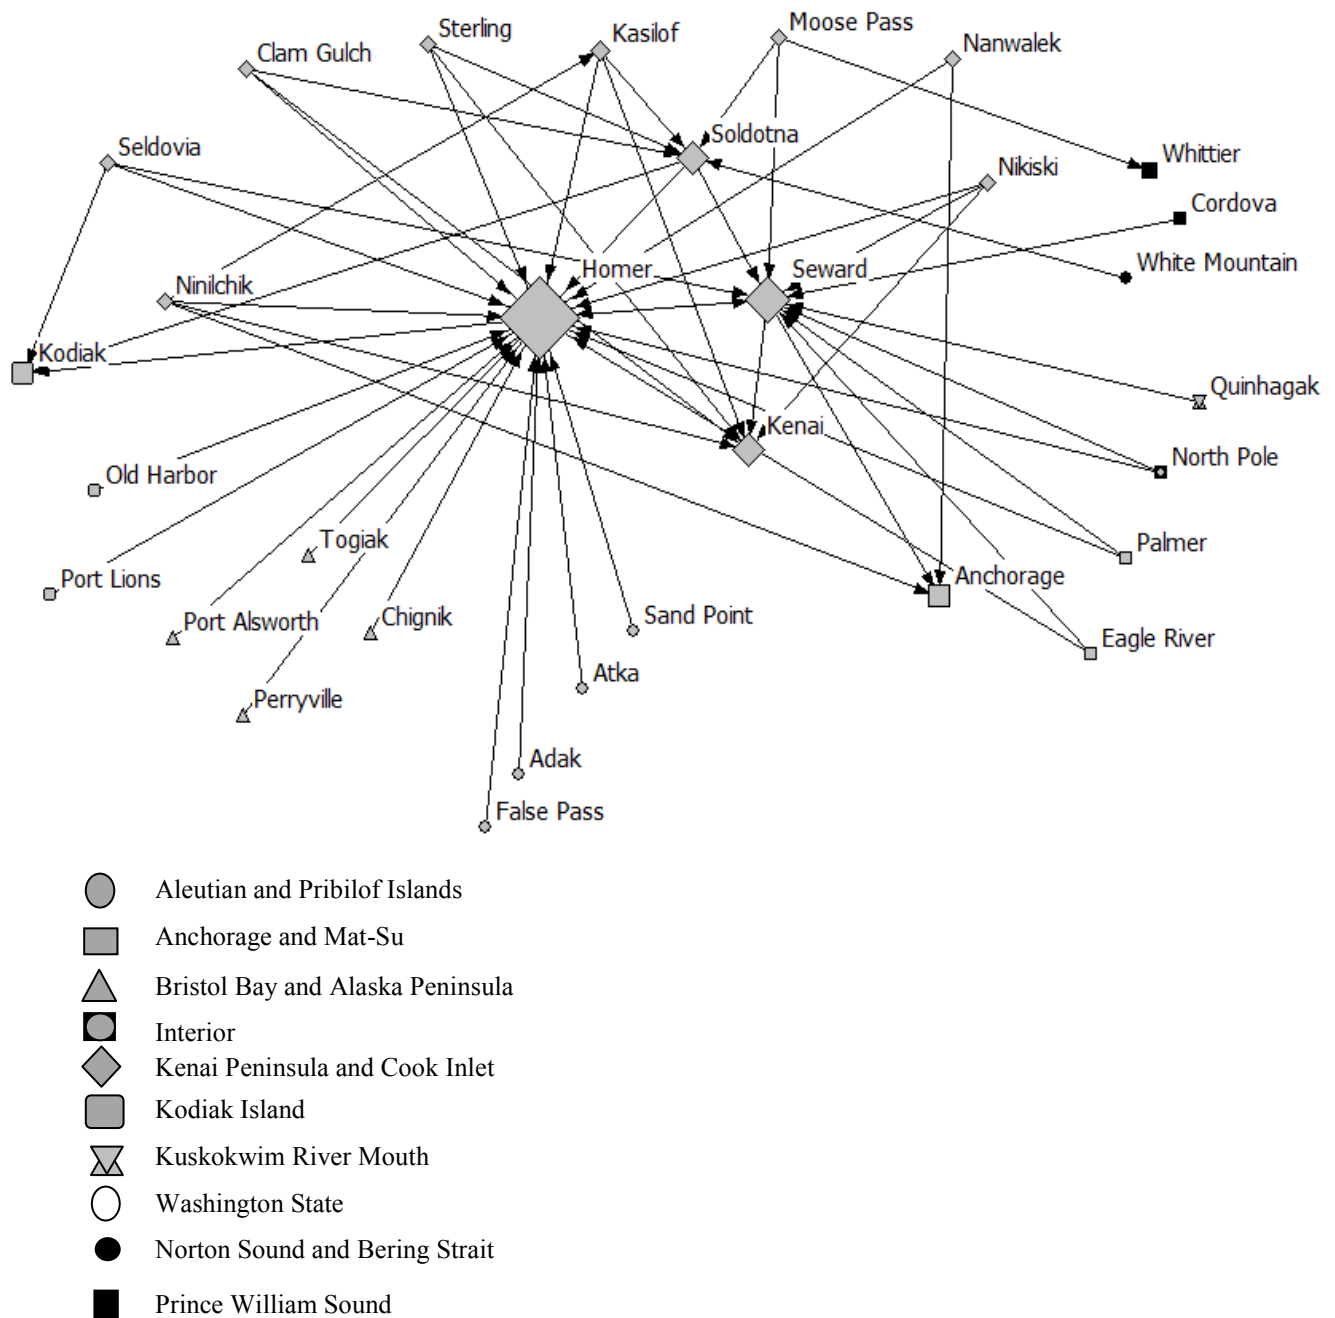 Moose Pass
Sterling
Kasilof
Nanwalek
Clam Gulch
Soldotna
Seldovia
Whittier
Nikiski
Cordova
White Mountain
Homer
Seward
Ninilchik
Kodiak
Quinhagak
Kenai
North Pole
Old Harbor
Togiak
Palmer
Port Lions
Anchorage
Sand Point
Chignik
Port Alsworth
Eagle River
Atka
Perryville
Adak
False Pass
Aleutian and Pribilof Islands
Anchorage and Mat-Su
Bristol Bay and Alaska Peninsula
Interior
Kenai Peninsula and Cook Inlet
Kodiak Island
Kuskokwim River Mouth
Washington State
Norton Sound and Bering Strait
Prince William Sound